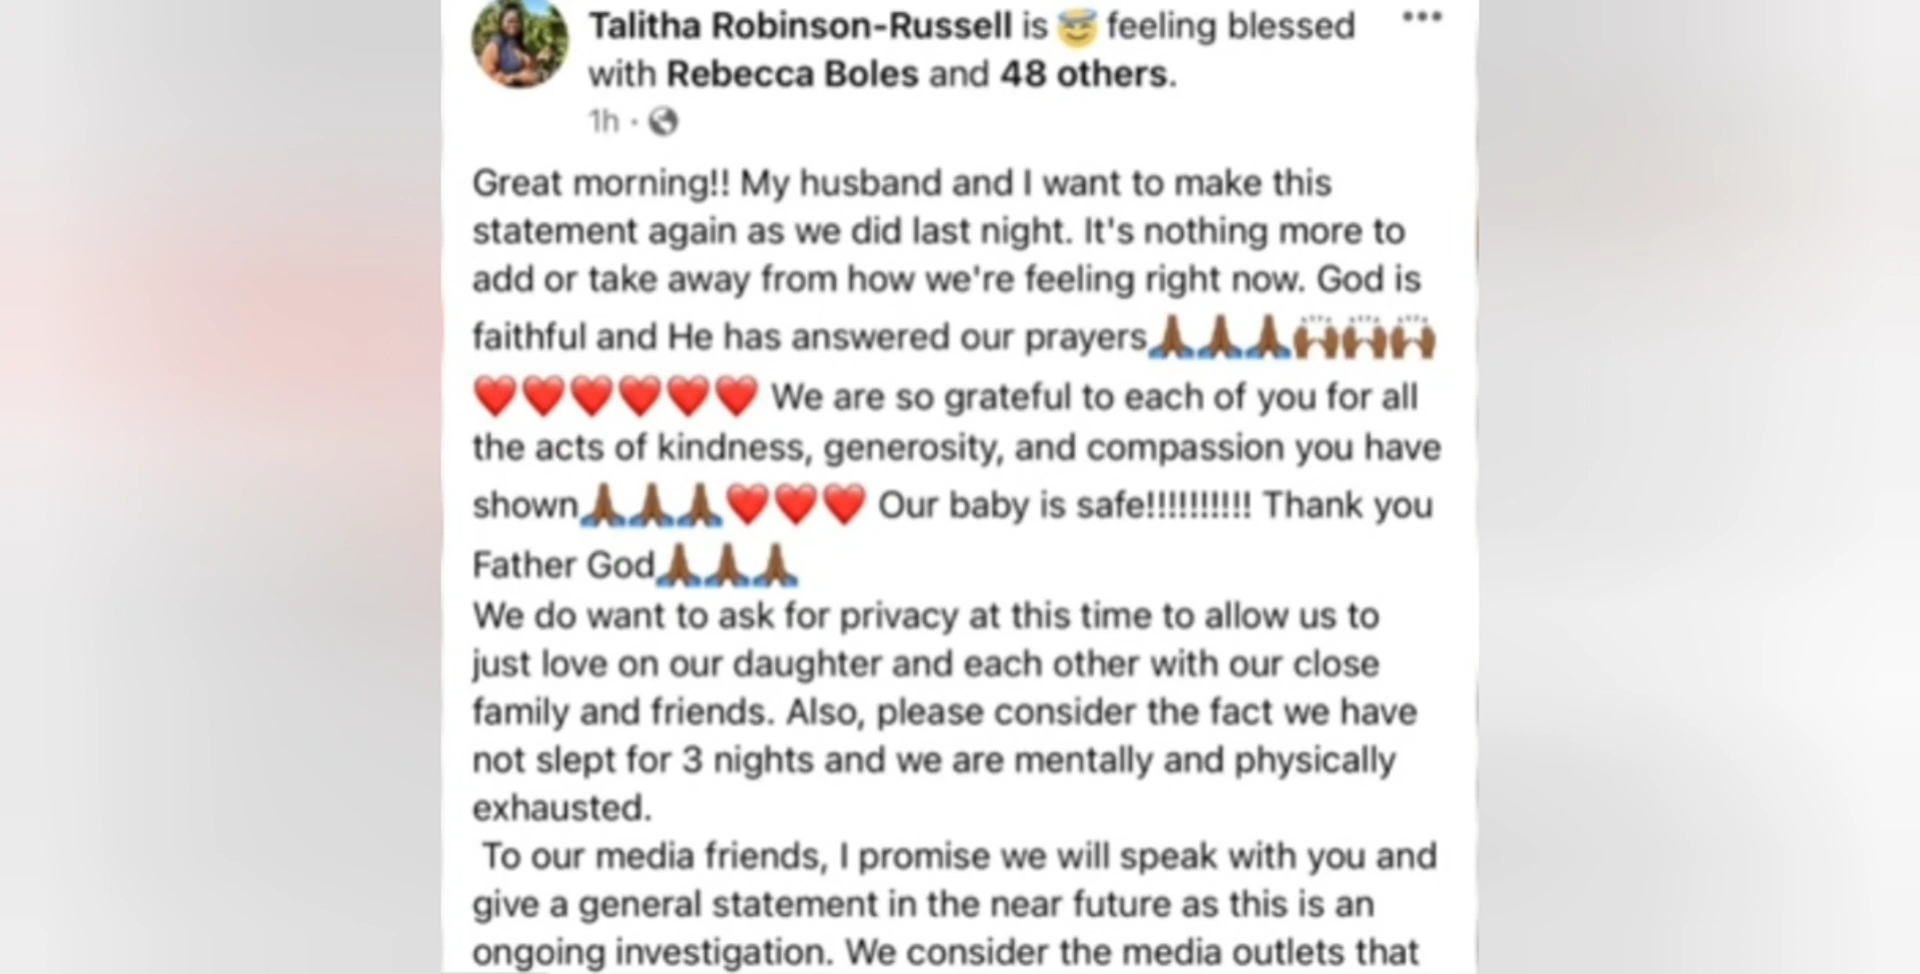 Talitha Robinson-Russell is 😇 feeling blessed
with Rebecca Boles and 48 others.
1h ·
Great morning!! My husband and I want to make this
statement again as we did last night. It's nothing more to
add or take away from how we're feeling right now. God is
faithful and He has answered our prayers🙏🏾🙏🏾🙏🏾🙌🏾🙌🏾🙌🏾
❤️❤️❤️❤️❤️❤️ We are so grateful to each of you for all
the acts of kindness, generosity, and compassion you have
shown🙏🏾🙏🏾🙏🏾❤️❤️❤️ Our baby is safe!!!!!!!!!! Thank you
Father God🙏🏾🙏🏾🙏🏾
We do want to ask for privacy at this time to allow us to
just love on our daughter and each other with our close
family and friends. Also, please consider the fact we have
not slept for 3 nights and we are mentally and physically
exhausted.
To our media friends, I promise we will speak with you and
give a general statement in the near future as this is an
ongoing investigation. We consider the media outlets that